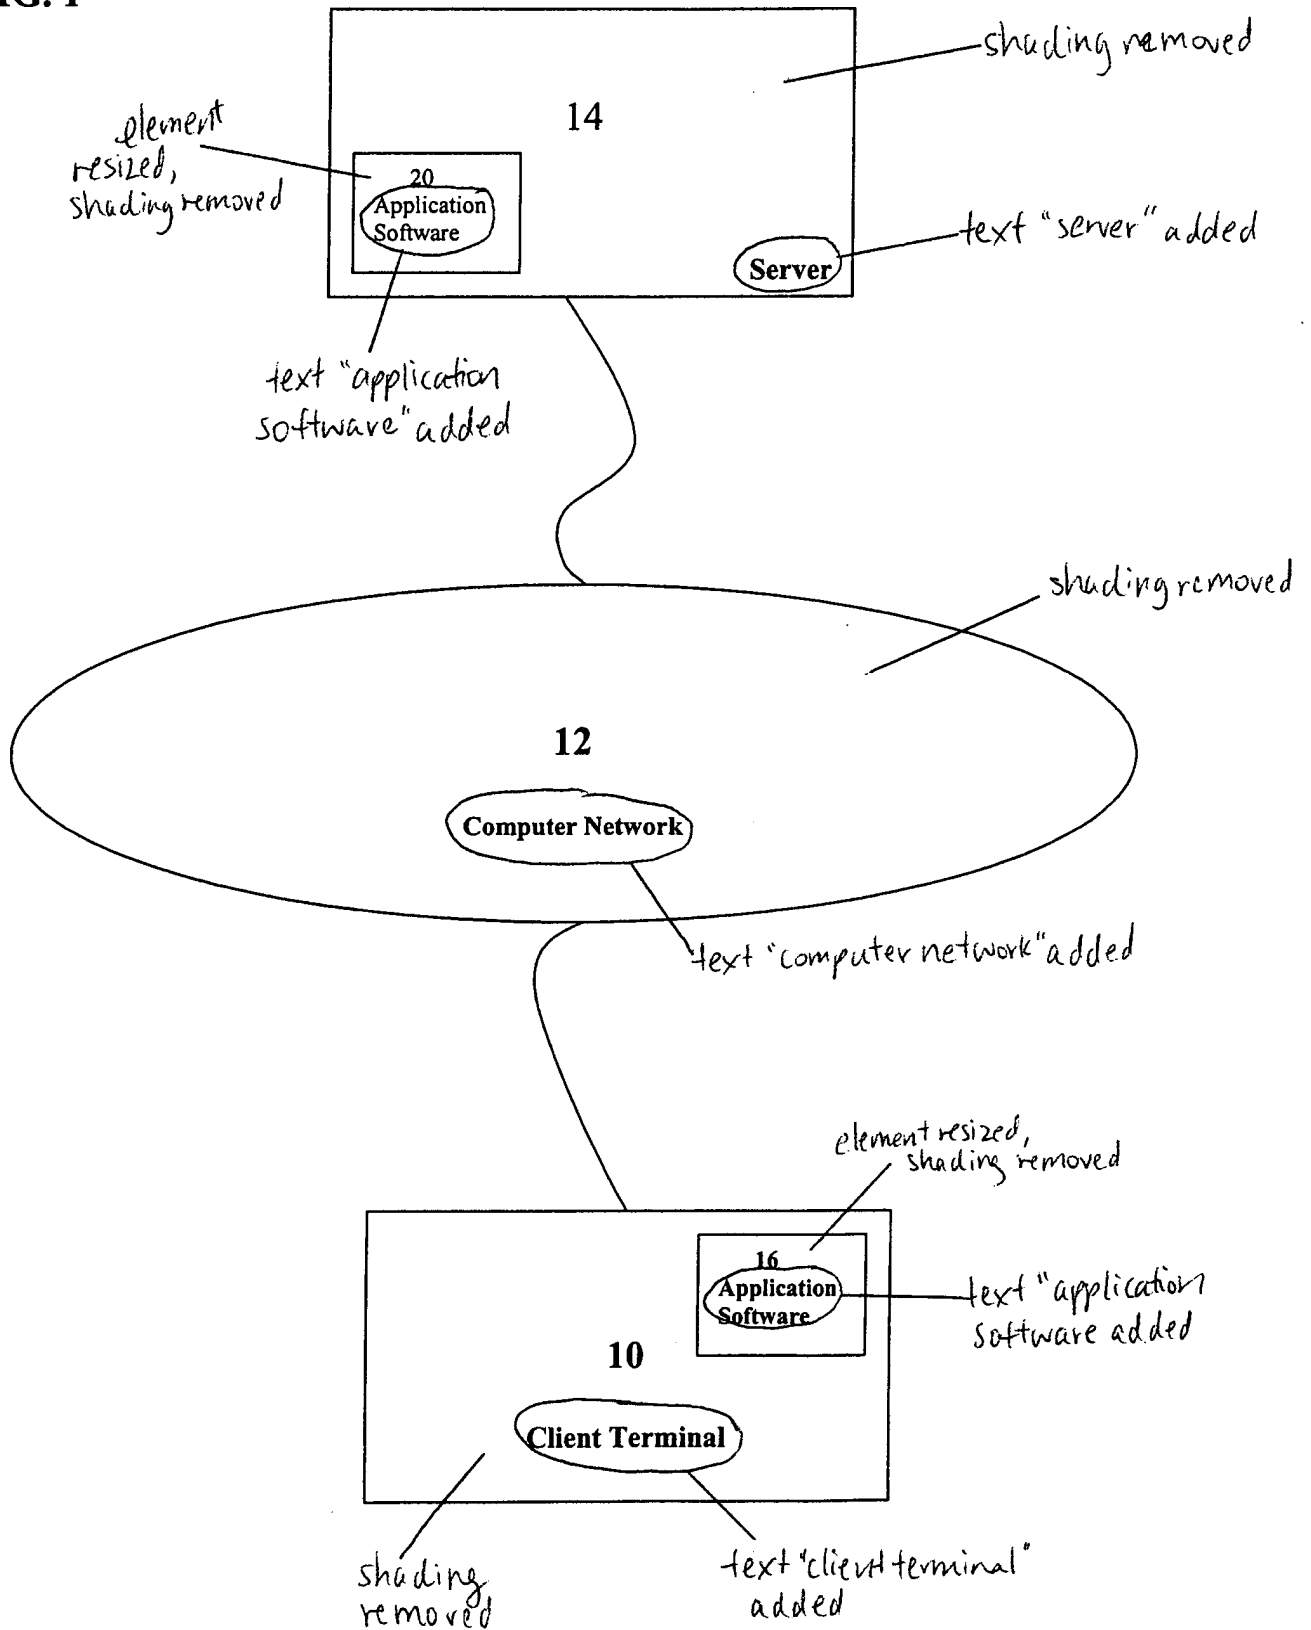 FIG. 1
shading removed
14
element
resized,
shading removed
20
Application
Software
text "server" added
Server
text "application
software" added
shading removed
12
Computer Network
text "computer network" added
element resized,
shading removed
16
Application
Software
text "application
software added
10
Client Terminal
shading
removed
text "client terminal"
added